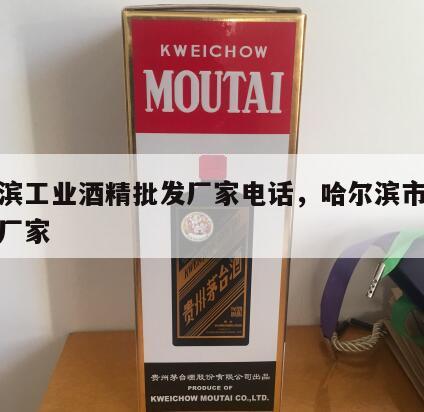 KWEICHOW
MOUTAI
滨工业酒精批发厂家电话，哈尔滨市
厂家
贵州茅台酒
贵州茅台酒股份有限公司出品
PRODUCE OF
KWEICHOW MOUTAI CO.,LTD.